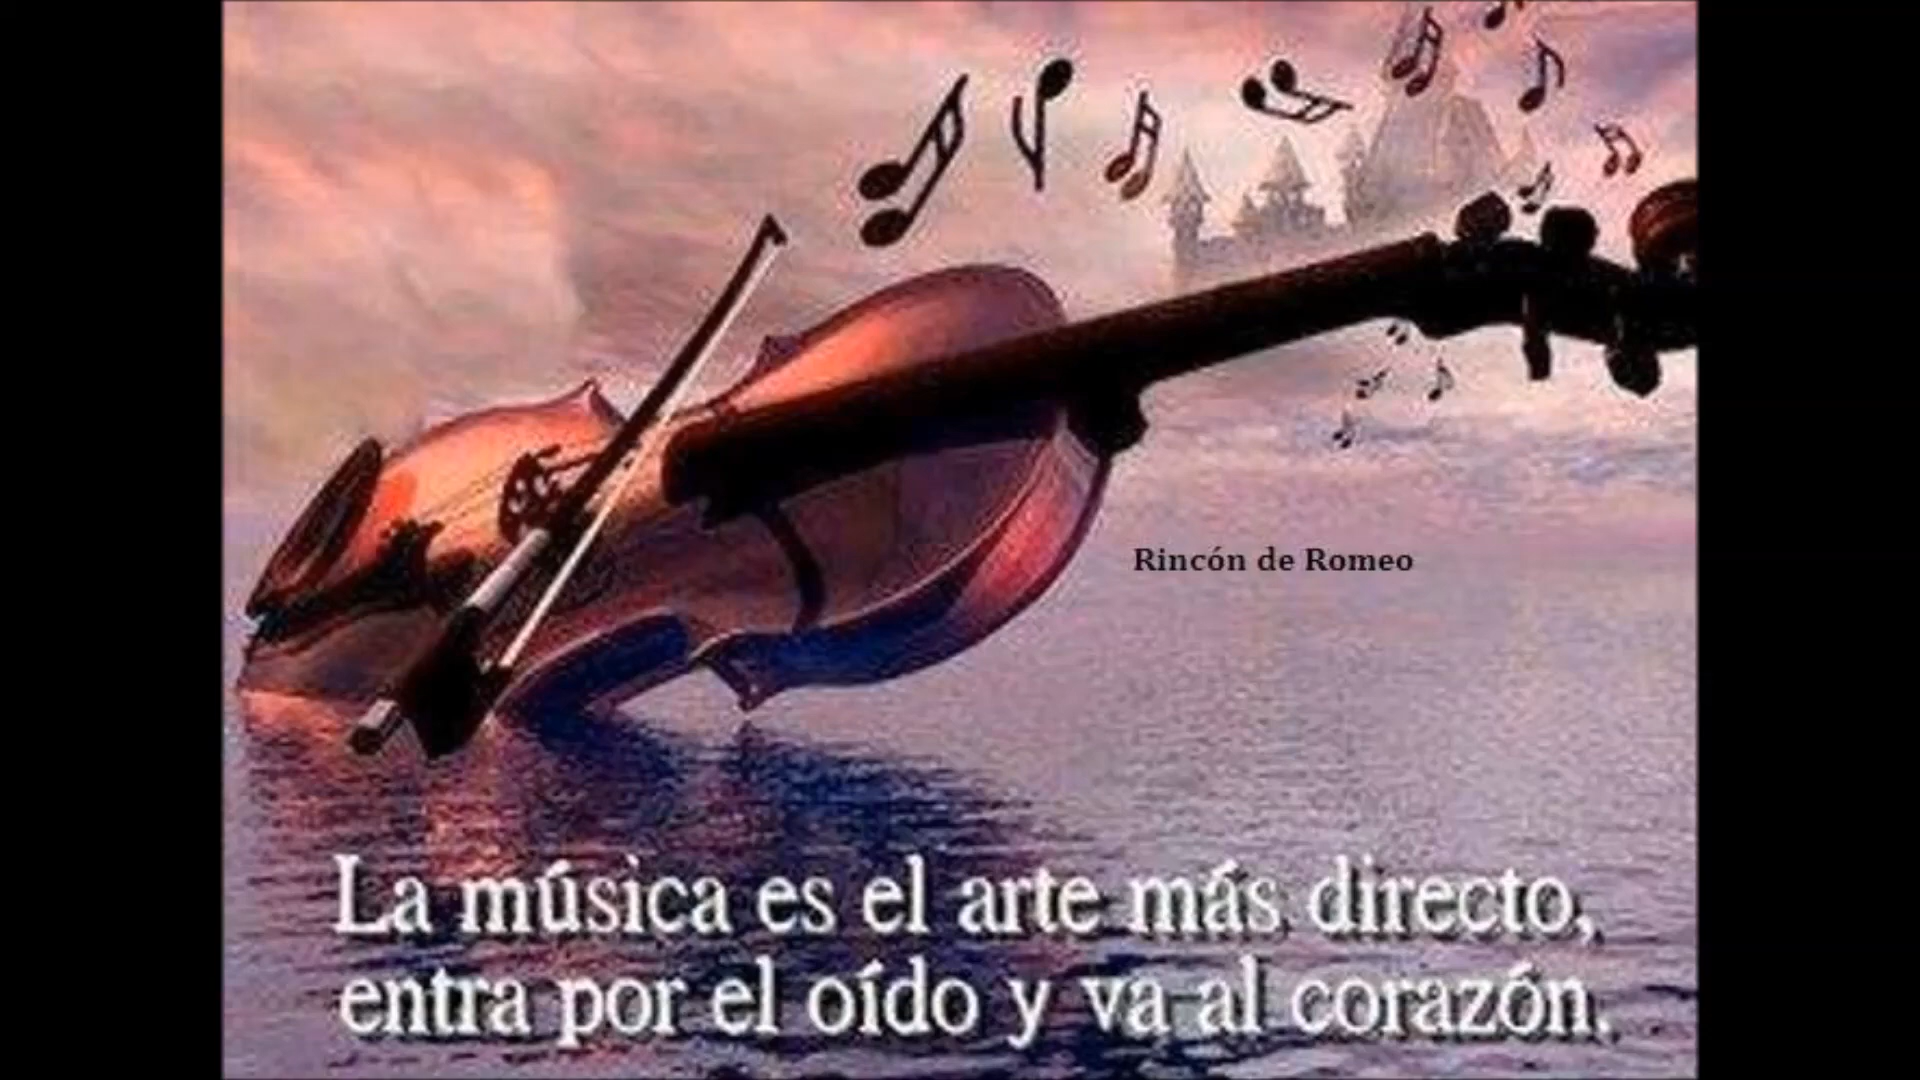 Rincón de Romeo
La música es el arte más directo,
entra por el oído y va al corazón.